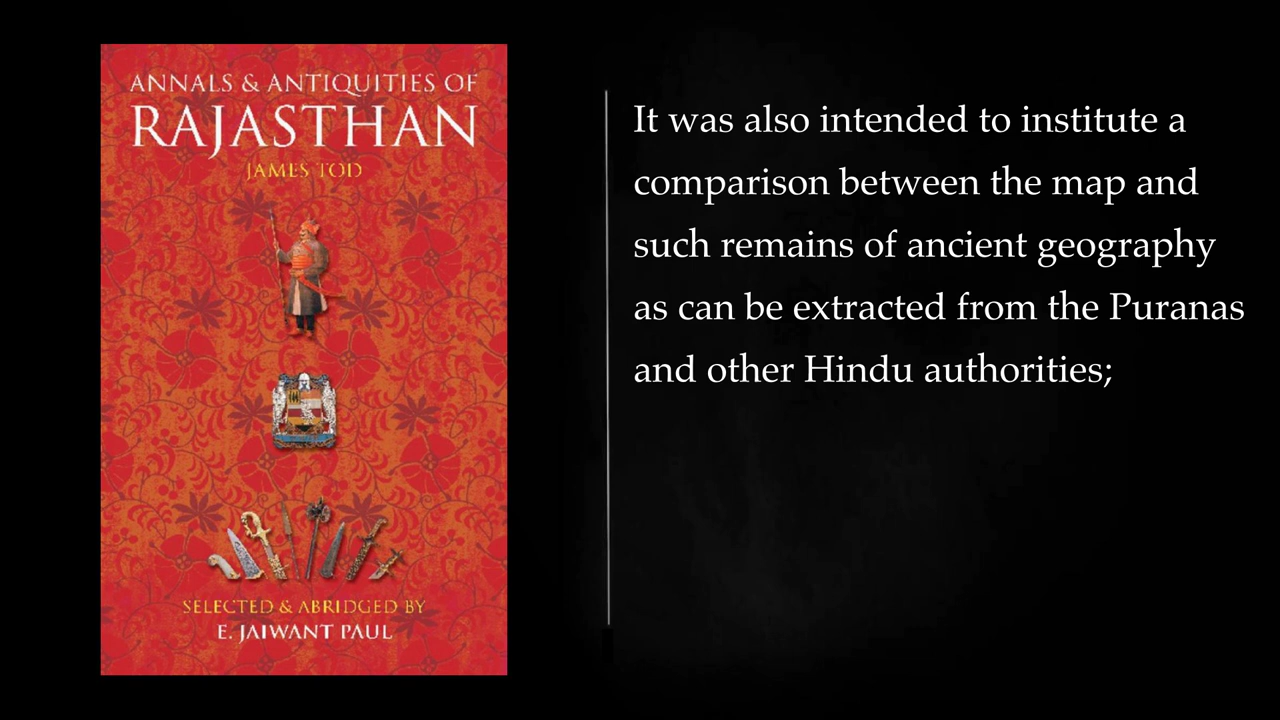 ANNALS & ANTIQUITIES OF
RAJASTHAN
JAMES TOD
SELECTED & ABRIDGED BY
E. JAIWANT PAUL
It was also intended to institute a
comparison between the map and
such remains of ancient geography
as can be extracted from the Puranas
and other Hindu authorities;